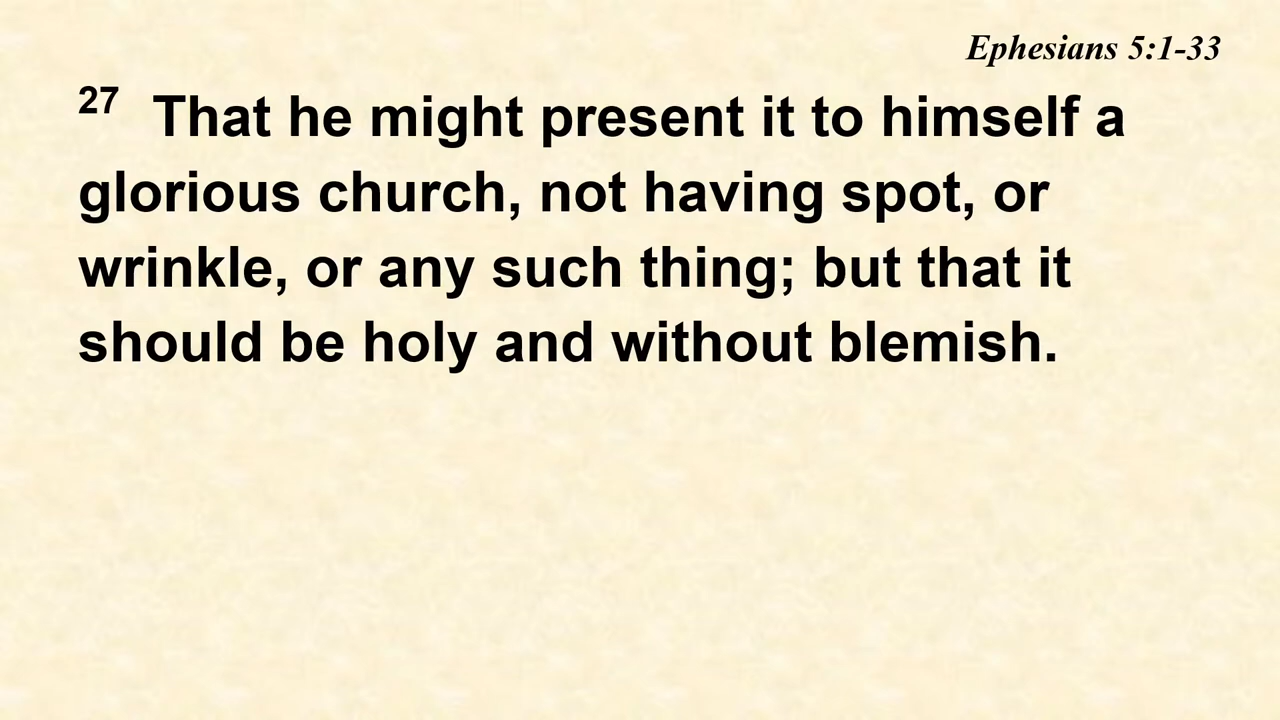 Ephesians 5:1-33
27 That he might present it to himself a
glorious church, not having spot, or
wrinkle, or any such thing; but that it
should be holy and without blemish.